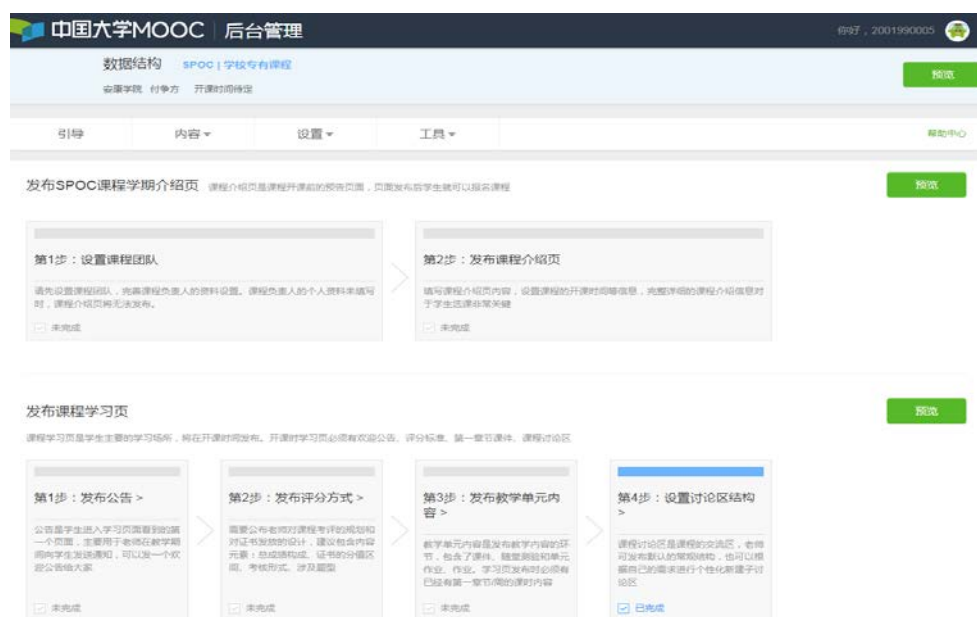 中国大学MOOC 后台管理
你好，2001990005
数据结构 SPOC | 学校专有课程
预览
安康学院 付争方 开课时间待定
引导 内容 设置 工具 帮助中心
发布SPOC课程学期介绍页 课程介绍页是课程开课前的预告页面，页面发布后学生就可以报名课程
预览
第1步：设置课程团队
请先设置课程团队，完善课程负责人的资料设置。课程负责人的个人资料未填写
时，课程介绍页将无法发布。
未完成
第2步：发布课程介绍页
填写课程介绍页内容，设置课程的开课时间等信息，完整详细的课程介绍信息对
于学生选课非常关键
未完成
发布课程学习页
预览
课程学习页是学生主要的学习场所，将在开课时间发布。开课时学习页必须有欢迎公告、评分标准、第一章节课件、课程讨论区
第1步：发布公告 >
公告是学生进入学习页面看到的第
一个页面，主要用于老师在教学期
间向学生发送通知，可以发一个欢
迎公告给大家
未完成
第2步：发布评分方式 >
需要公布老师对课程考评的规划和
对证书发放的设计，建议包含内容
元素：总成绩构成、证书的分值区
间、考核形式、涉及题型
未完成
第3步：发布教学单元内
容 >
教学单元内容是发布教学内容的环
节，包含了课件、随堂测验和单元
作业、作业。学习页发布时必须有
已经有第一章节/周的课时内容
未完成
第4步：设置讨论区结构
>
课程讨论区是课程的交流区，老师
可发布默认的常规结构，也可以根
据自己的需求进行个性化新建子讨
论区
已完成